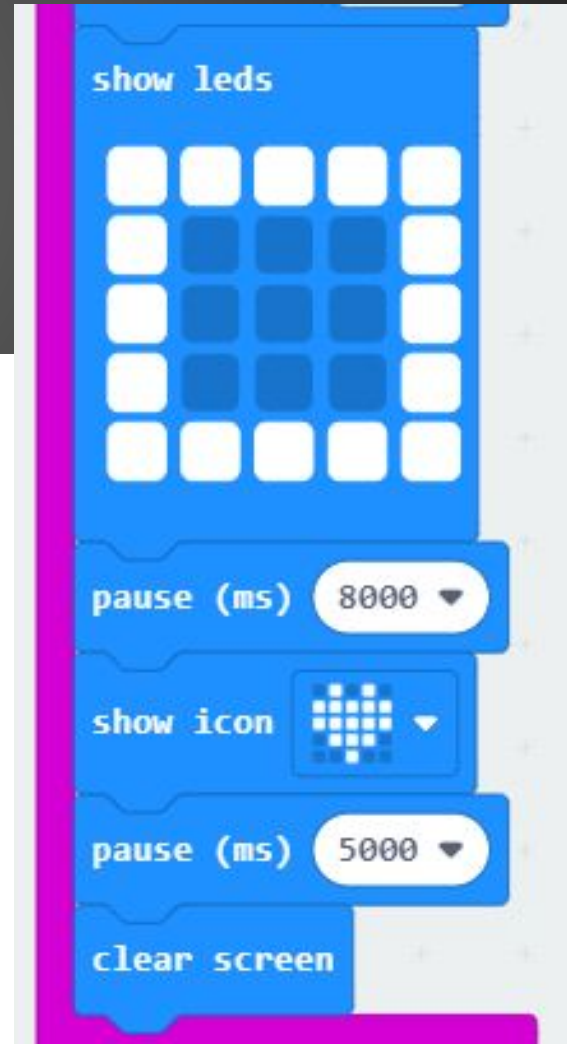 show leds
pause (ms) 8000
show icon
pause (ms) 5000
clear screen